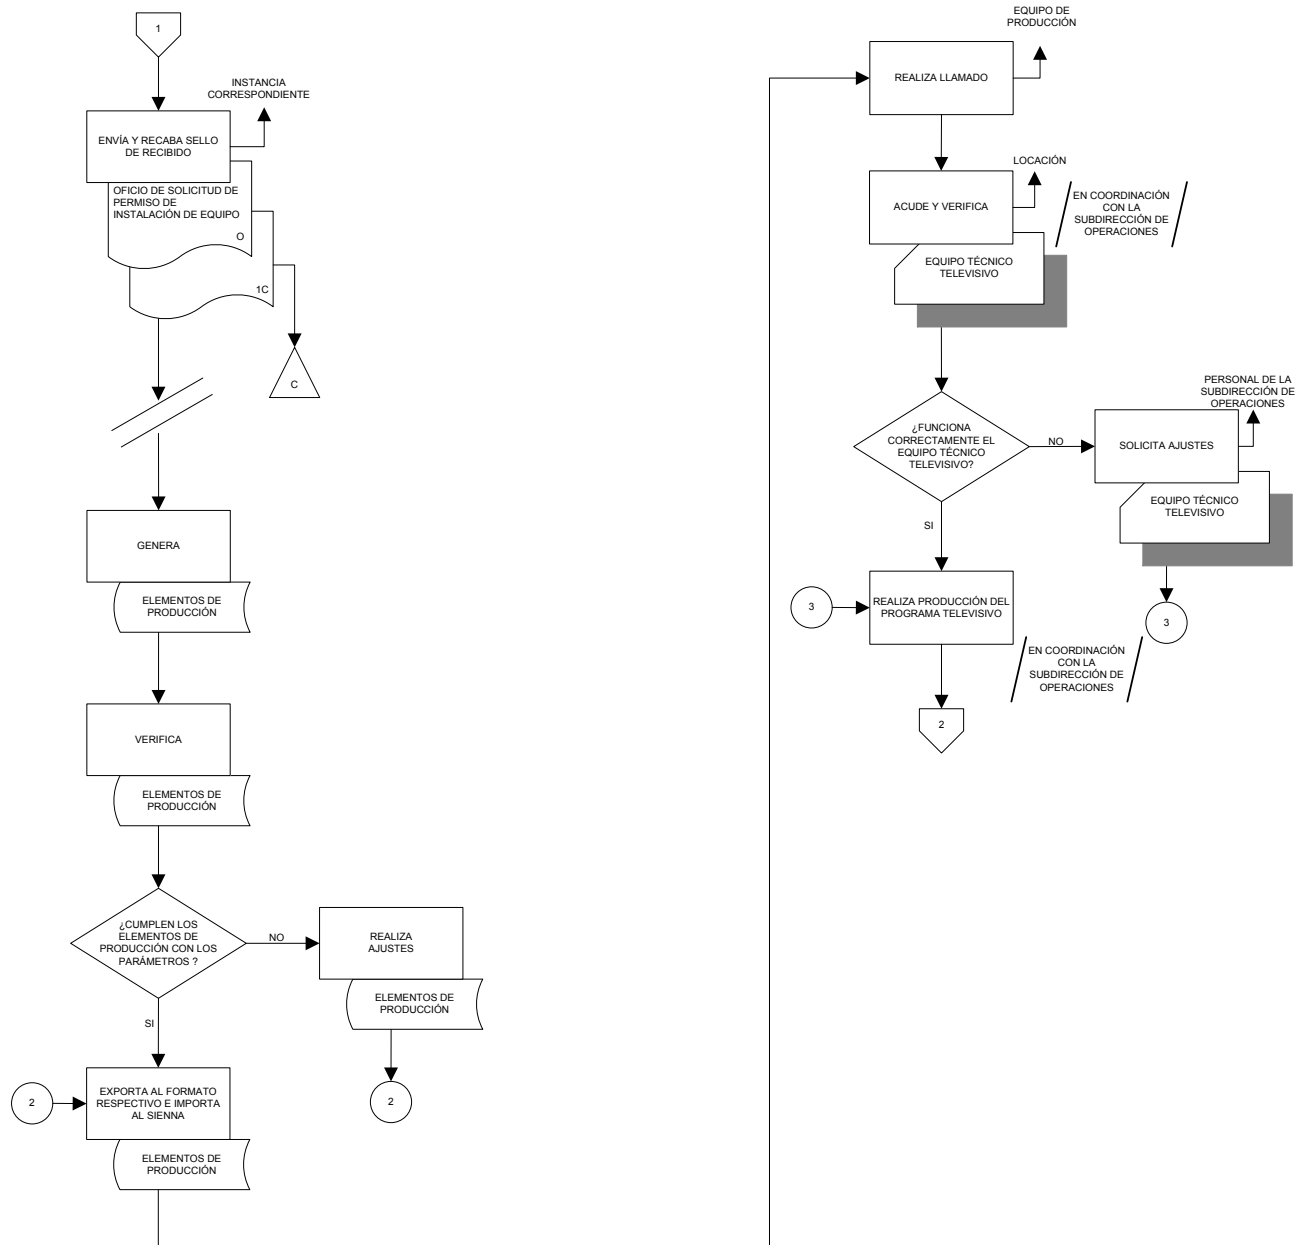 1
INSTANCIA
CORRESPONDIENTE
ENVÍA Y RECABA SELLO
DE RECIBIDO
OFICIO DE SOLICITUD DE
PERMISO DE
INSTALACIÓN DE EQUIPO
O
1C
C
GENERA
ELEMENTOS DE
PRODUCCIÓN
VERIFICA
ELEMENTOS DE
PRODUCCIÓN
¿CUMPLEN LOS
ELEMENTOS DE
PRODUCCIÓN CON LOS
PARÁMETROS ?
NO
REALIZA
AJUSTES
ELEMENTOS DE
PRODUCCIÓN
2
SI
2
EXPORTA AL FORMATO
RESPECTIVO E IMPORTA
AL SIENNA
ELEMENTOS DE
PRODUCCIÓN
EQUIPO DE
PRODUCCIÓN
REALIZA LLAMADO
LOCACIÓN
ACUDE Y VERIFICA
EN COORDINACIÓN
CON LA
SUBDIRECCIÓN DE
OPERACIONES
EQUIPO TÉCNICO
TELEVISIVO
¿FUNCIONA
CORRECTAMENTE EL
EQUIPO TÉCNICO
TELEVISIVO?
NO
PERSONAL DE LA
SUBDIRECCIÓN DE
OPERACIONES
SOLICITA AJUSTES
EQUIPO TÉCNICO
TELEVISIVO
3
SI
3
REALIZA PRODUCCIÓN DEL
PROGRAMA TELEVISIVO
EN COORDINACIÓN
CON LA
SUBDIRECCIÓN DE
OPERACIONES
2